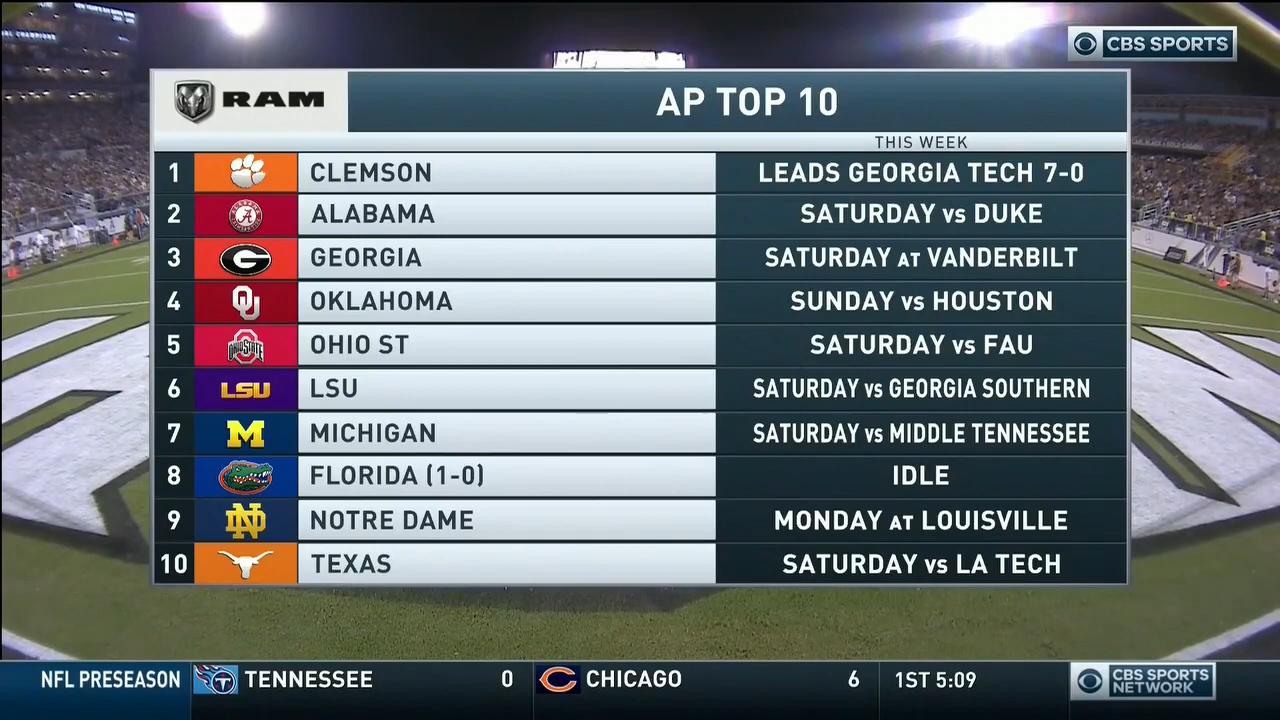 CBS SPORTS
RAM
AP TOP 10
THIS WEEK
1 CLEMSON LEADS GEORGIA TECH 7-0
2 ALABAMA SATURDAY vs DUKE
3 G GEORGIA SATURDAY AT VANDERBILT
4 OU OKLAHOMA SUNDAY vs HOUSTON
5 OHIO STATE OHIO ST SATURDAY vs FAU
6 LSU LSU SATURDAY vs GEORGIA SOUTHERN
7 M MICHIGAN SATURDAY vs MIDDLE TENNESSEE
8 FLORIDA (1-0) IDLE
9 ND NOTRE DAME MONDAY AT LOUISVILLE
10 TEXAS SATURDAY vs LA TECH
NFL PRESEASON T TENNESSEE 0 C CHICAGO 6 1ST 5:09 CBS SPORTS
NETWORK